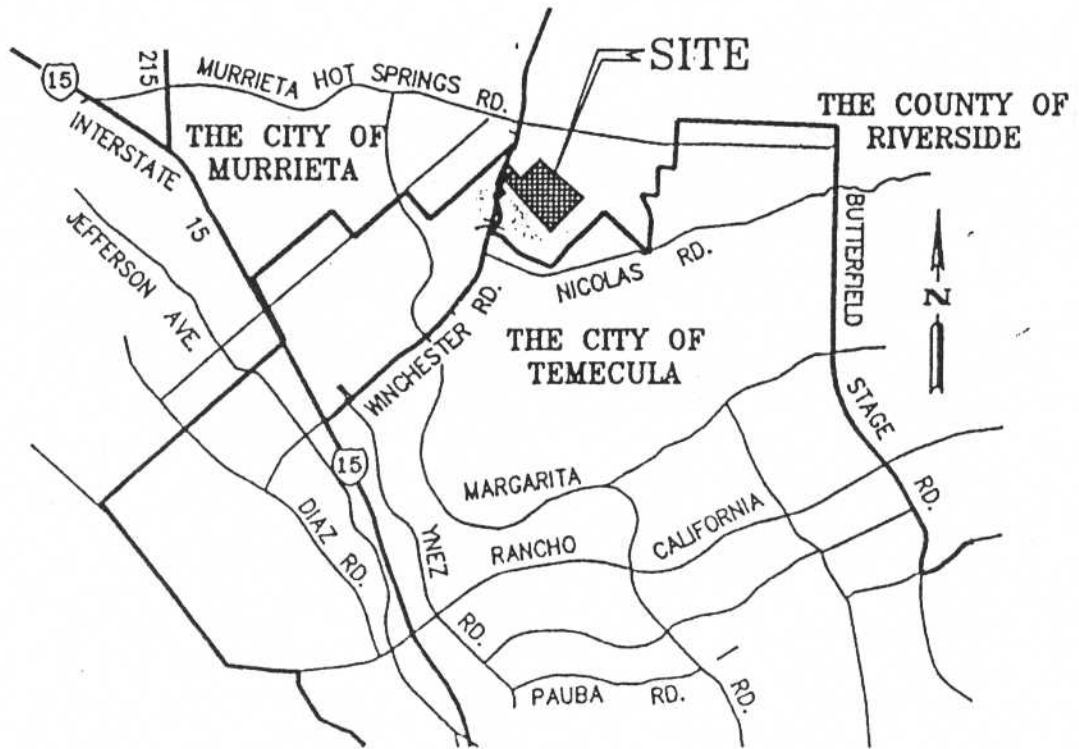 SITE
215
15
MURRIETA HOT SPRINGS RD.
THE COUNTY OF
RIVERSIDE
INTERSTATE 15
THE CITY OF
MURRIETA
JEFFERSON AVE.
BUTTERFIELD STAGE RD.
NICOLAS RD.
N
WINCHESTER RD.
THE CITY OF
TEMECULA
15
MARGARITA RD.
DIAZ RD.
YNEZ RD.
RANCHO CALIFORNIA
PAUBA RD.